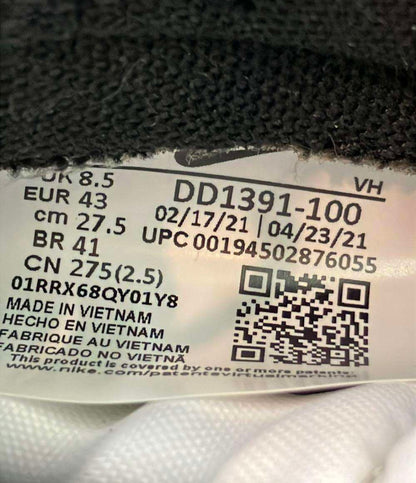 UK 8.5
EUR 43
cm 27.5
BR 41
CN 275(2.5)
01RRX68QY01Y8
MADE IN VIETNAM
HECHO EN VIETNAM
FABRIQUE AU VIETNAM
FABRICADO NO VIETNÃ
This product is covered by one or more patents:
www.nike.com/patentsvirtualmarking
VH
DD1391-100
02/17/21 | 04/23/21
UPC 00194502876055